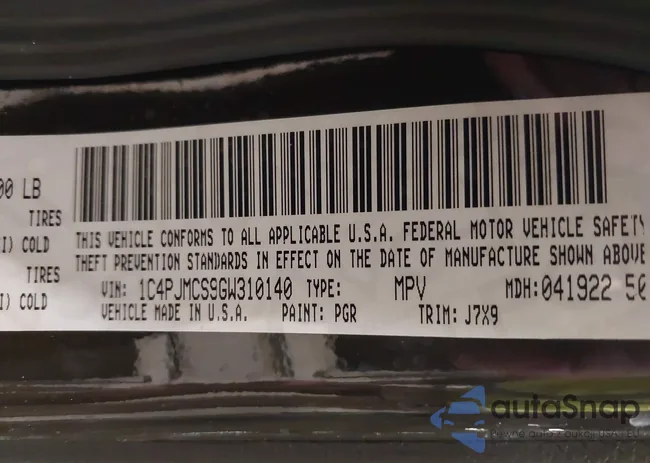 00 LB
TIRES
I) COLD
TIRES
I) COLD
THIS VEHICLE CONFORMS TO ALL APPLICABLE U.S.A. FEDERAL MOTOR VEHICLE SAFETY
THEFT PREVENTION STANDARDS IN EFFECT ON THE DATE OF MANUFACTURE SHOWN ABOVE
VIN: 1C4PJMCS9GW310140 TYPE: MPV MDH:041922 50
VEHICLE MADE IN U.S.A. PAINT: PGR TRIM: J7X9
autoSnap